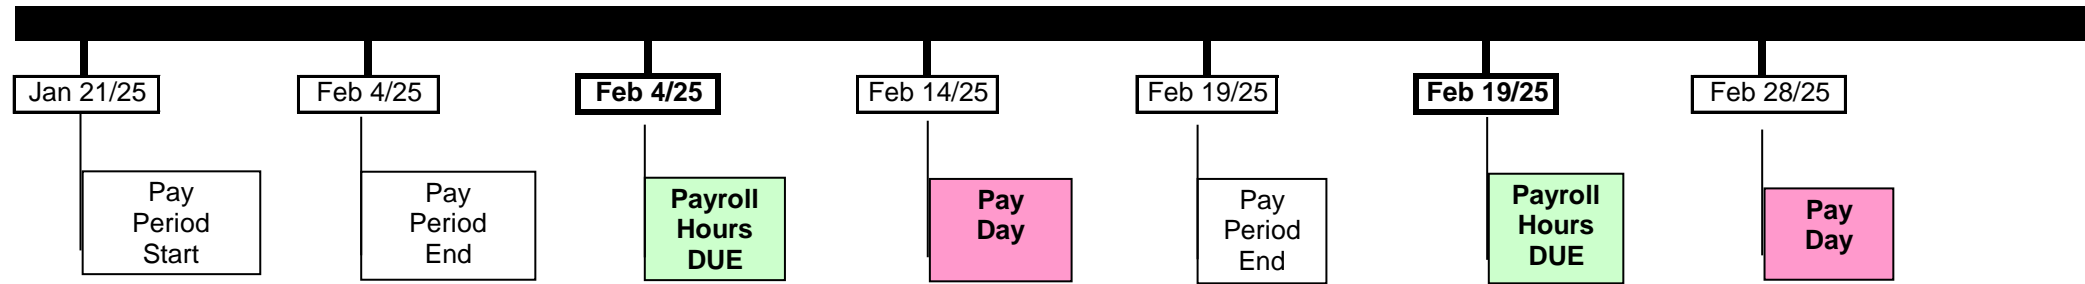 Jan 21/25
Feb 4/25
Feb 4/25
Feb 14/25
Feb 19/25
Feb 19/25
Feb 28/25
Pay
Period
Start
Pay
Period
End
Payroll
Hours
DUE
Pay
Day
Pay
Period
End
Payroll
Hours
DUE
Pay
Day